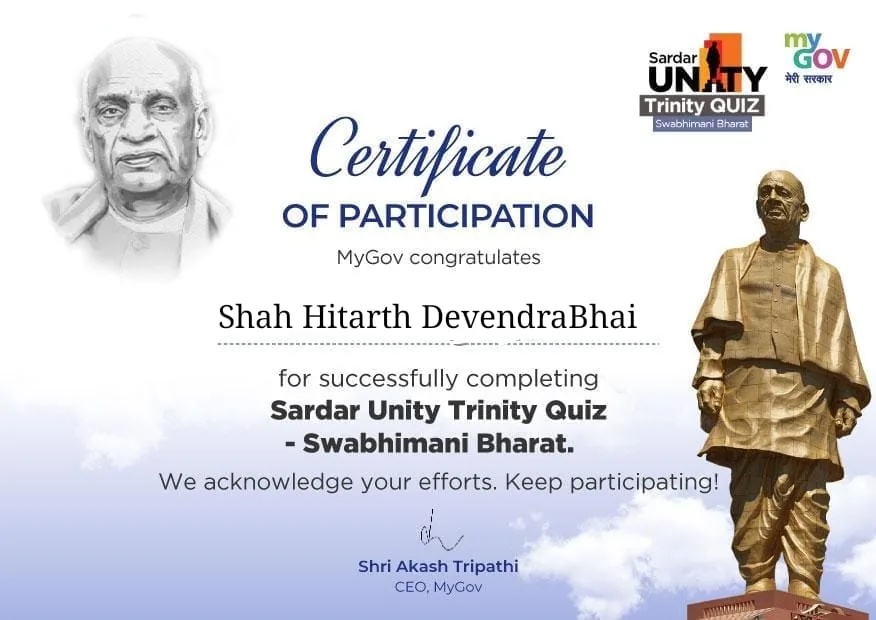 Sardar
UNITY
Trinity QUIZ
Swabhimani Bharat
my
GOV
मेरी सरकार
Certificate
OF PARTICIPATION
MyGov congratulates
Shah Hitarth DevendraBhai
for successfully completing
Sardar Unity Trinity Quiz
- Swabhimani Bharat.
We acknowledge your efforts. Keep participating!
Shri Akash Tripathi
CEO, MyGov